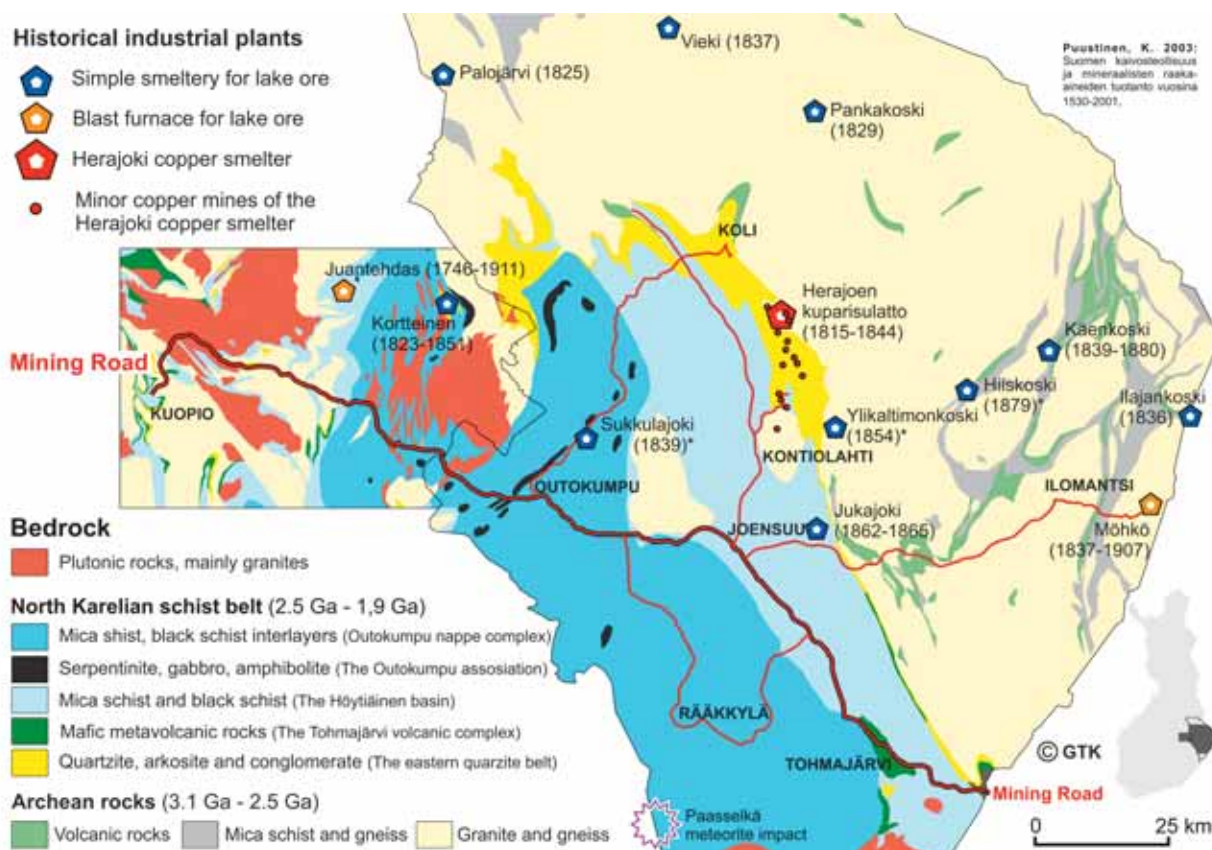 Historical industrial plants
Simple smeltery for lake ore
Blast furnace for lake ore
Herajoki copper smelter
Minor copper mines of the
Herajoki copper smelter
Puustinen, K. 2003:
Suomen kaivosteollisuus
ja mineraalisten raaka-
aineiden tuotanto vuosina
1530-2001.
Vieki (1837)
Palojärvi (1825)
Pankakoski
(1829)
KOLI
Juantehdas (1746-1911)
Kortteinen
(1823-1851)
Herajoen
kuparisulatto
(1815-1844)
Kaenkoski
(1839-1880)
Mining Road
KUOPIO
Hiiskoski
(1879)*
Ilajankoski
(1836)
Sukkulajoki
(1839)*
Ylikaltimonkoski
(1854)*
KONTIOLAHTI
OUTOKUMPU
ILOMANTSI
JOENSUU
Jukajoki
(1862-1866)
Möhkö
(1837-1907)
RÄÄKKYLÄ
TOHMAJÄRVI
© GTK
Mining Road
Paasselkä
meteorite impact
0 25 km
Bedrock
Plutonic rocks, mainly granites
North Karelian schist belt (2.5 Ga - 1,9 Ga)
Mica shist, black schist interlayers (Outokumpu nappe complex)
Serpentinite, gabbro, amphibolite (The Outokumpu assosiation)
Mica schist and black schist (The Höytiäinen basin)
Mafic metavolcanic rocks (The Tohmajärvi volcanic complex)
Quartzite, arkosite and conglomerate (The eastern quarzite belt)
Archean rocks (3.1 Ga - 2.5 Ga)
Volcanic rocks Mica schist and gneiss Granite and gneiss